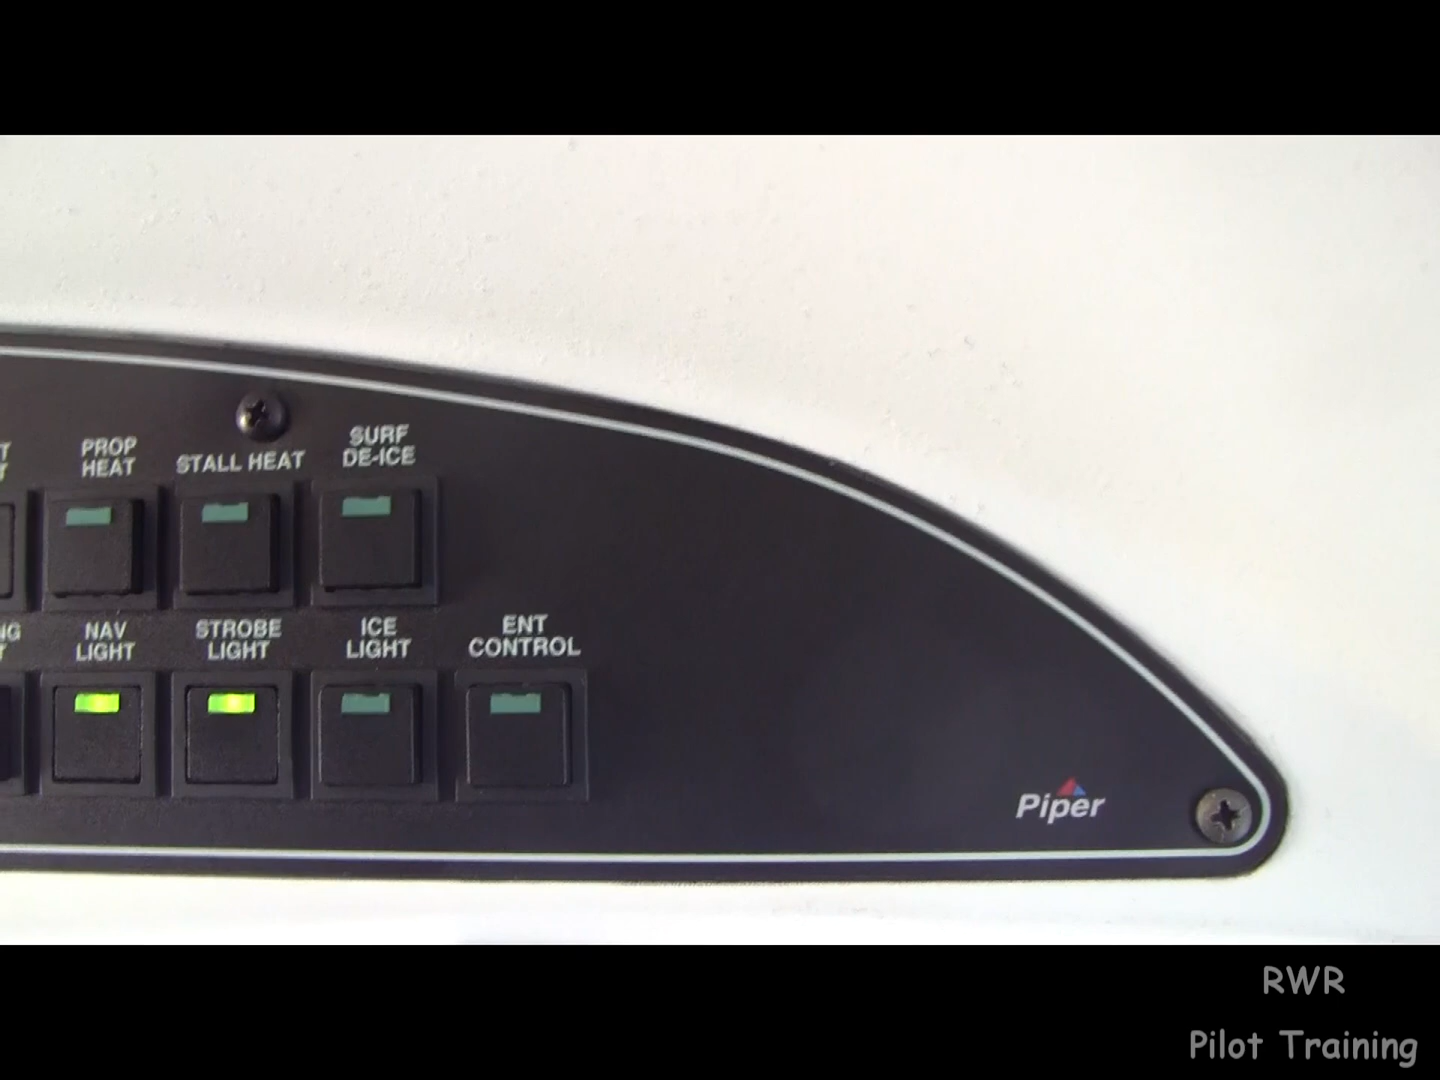 PROP
HEAT
STALL HEAT
SURF
DE-ICE
NAV
LIGHT
STROBE
LIGHT
ICE
LIGHT
ENT
CONTROL
Piper
RWR
Pilot Training